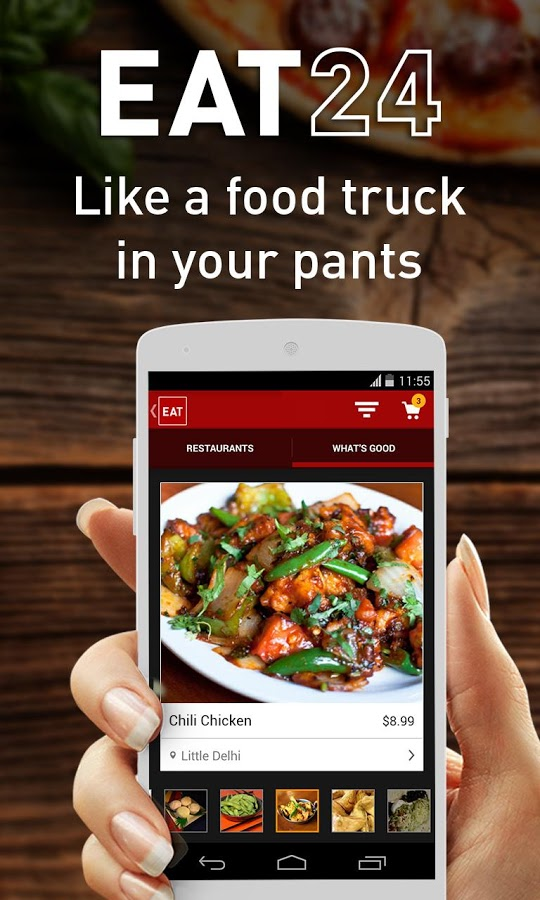 EAT24
Like a food truck
in your pants
11:55
EAT
3
RESTAURANTS
WHAT'S GOOD
Chili Chicken
$8.99
Little Delhi